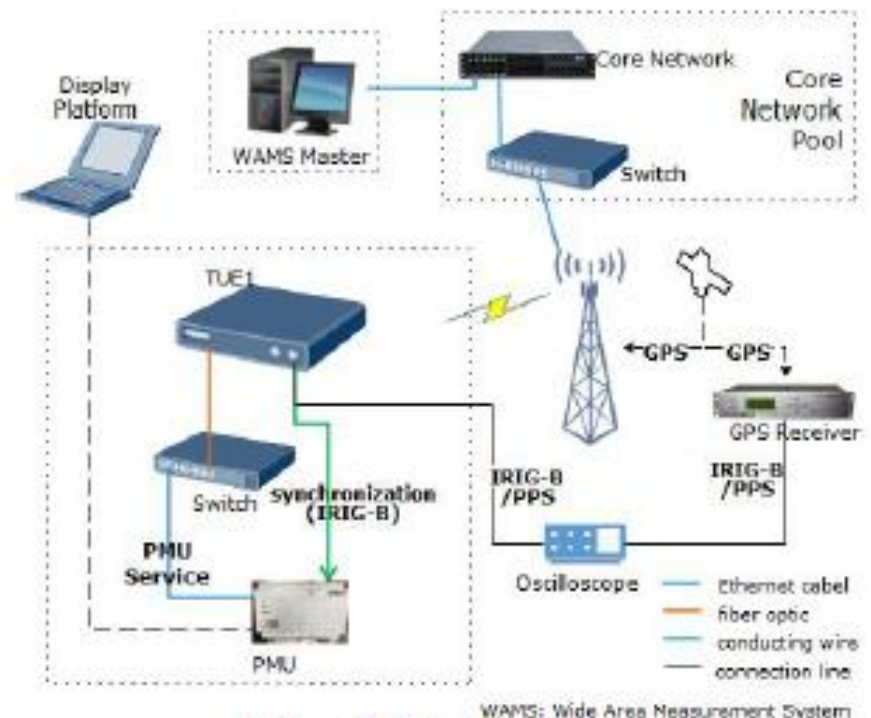 Core Network
Core
Network
Pool
Display
Platform
WAMS Master
Switch
TUE1
GPS
GPS
GPS Receiver
IRIG-B
/PPS
IRIG-B
/PPS
Switch
synchronization
(IRIG-B)
PMU
Service
Oscilloscope
Ethernet cabel
fiber optic
conducting wire
connection line
PMU
WAMS: Wide Area Measurement System